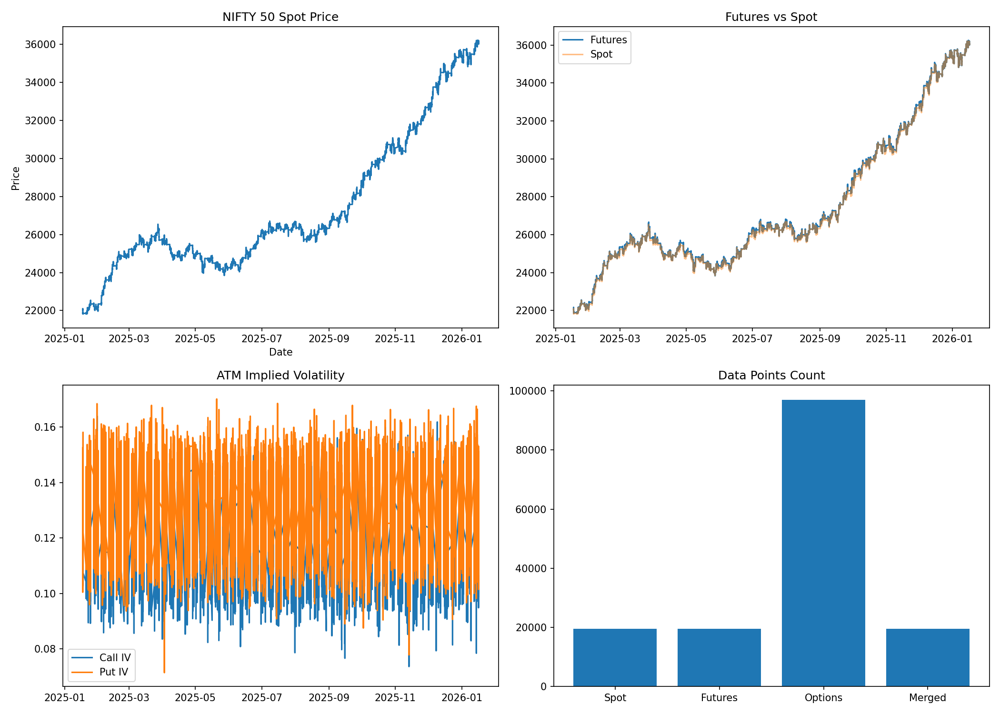 NIFTY 50 Spot Price
36000
34000
32000
30000
28000
26000
24000
22000
Price
2025-01 2025-03 2025-05 2025-07 2025-09 2025-11 2026-01
Date
Futures vs Spot
Futures
Spot
36000
34000
32000
30000
28000
26000
24000
22000
2025-01 2025-03 2025-05 2025-07 2025-09 2025-11 2026-01
ATM Implied Volatility
0.16
0.14
0.12
0.10
0.08
Call IV
Put IV
2025-01 2025-03 2025-05 2025-07 2025-09 2025-11 2026-01
Data Points Count
100000
80000
60000
40000
20000
0
Spot Futures Options Merged